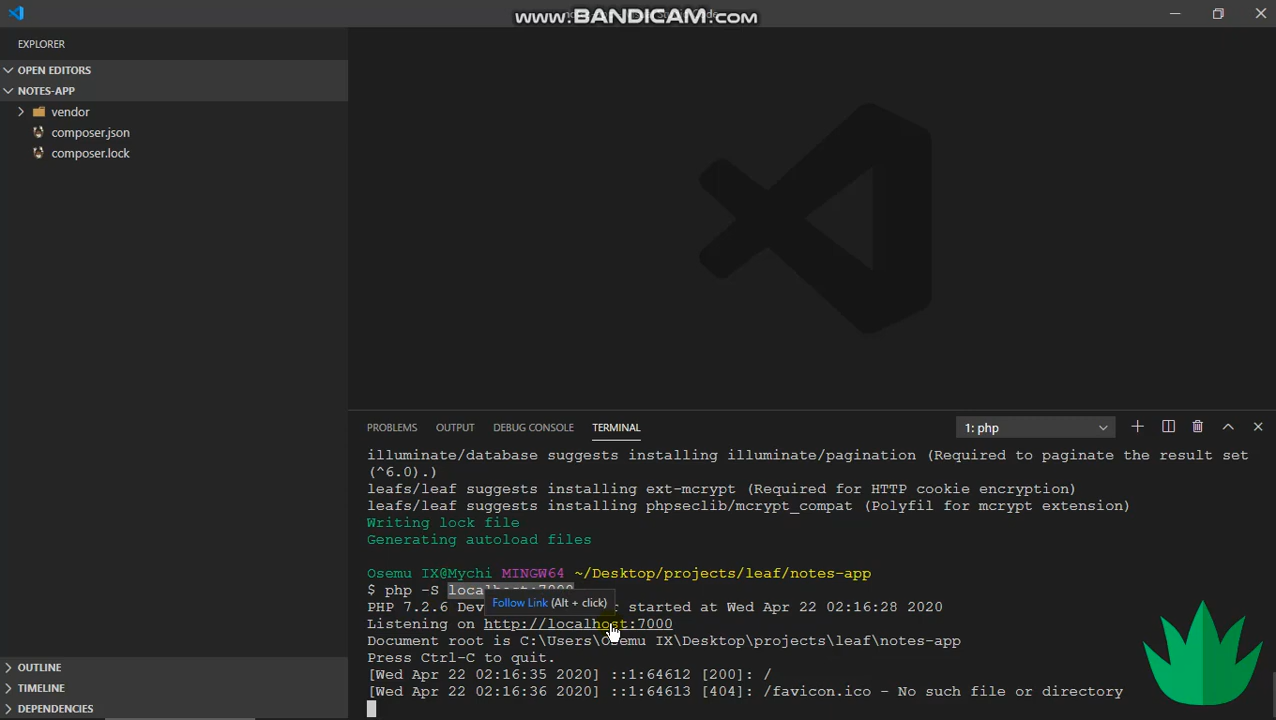 www.BANDICAM.com
EXPLORER
OPEN EDITORS
NOTES-APP
vendor
composer.json
composer.lock
PROBLEMS OUTPUT DEBUG CONSOLE TERMINAL 1: php
illuminate/database suggests installing illuminate/pagination (Required to paginate the result set
(^6.0).)
leafs/leaf suggests installing ext-mcrypt (Required for HTTP cookie encryption)
leafs/leaf suggests installing phpseclib/mcrypt_compat (Polyfil for mcrypt extension)
Writing lock file
Generating autoload files
Osemu IX@Mychi MINGW64 ~/Desktop/projects/leaf/notes-app
$ php -S localhost:7000
Follow Link (Alt + click)
PHP 7.2.6 started at Wed Apr 22 02:16:28 2020
Listening on http://localhost:7000
Document root is C:\Users\Osemu IX\Desktop\projects\leaf\notes-app
Press Ctrl-C to quit.
[Wed Apr 22 02:16:35 2020] ::1:64612 [200]: /
[Wed Apr 22 02:16:36 2020] ::1:64613 [404]: /favicon.ico - No such file or directory
OUTLINE
TIMELINE
DEPENDENCIES